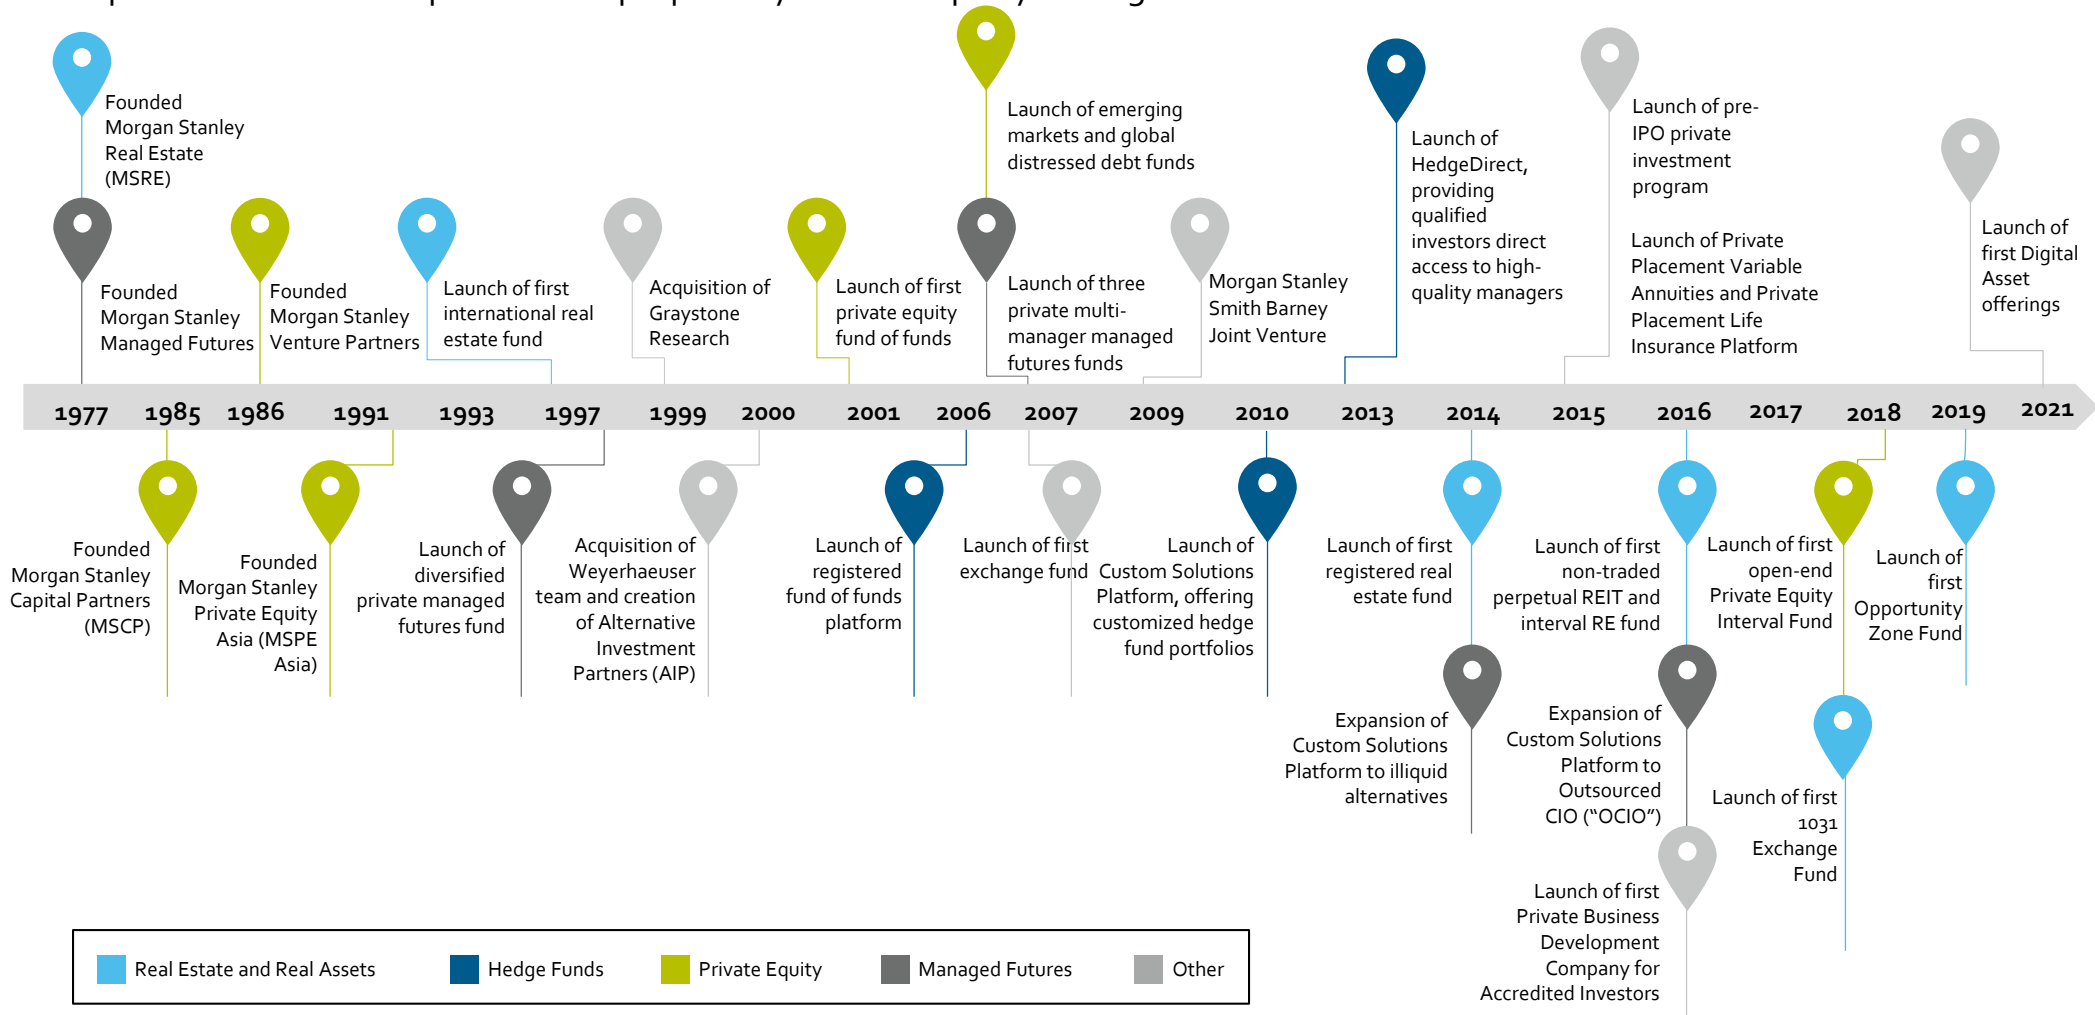 Founded
Morgan Stanley
Real Estate
(MSRE)
Launch of emerging
markets and global
distressed debt funds
Launch of
HedgeDirect,
providing
qualified
investors direct
access to high-
quality managers
Launch of pre-
IPO private
investment
program
Launch of Private
Placement Variable
Annuities and Private
Placement Life
Insurance Platform
Launch of
first Digital
Asset
offerings
Founded
Morgan Stanley
Managed Futures
Founded
Morgan Stanley
Venture Partners
Launch of first
international real
estate fund
Acquisition of
Graystone
Research
Launch of first
private equity
fund of funds
Launch of three
private multi-
manager managed
futures funds
Morgan Stanley
Smith Barney
Joint Venture
1977 1985 1986 1991 1993 1997 1999 2000 2001 2006 2007 2009 2010 2013 2014 2015 2016 2017 2018 2019 2021
Founded
Morgan Stanley
Capital Partners
(MSCP)
Founded
Morgan Stanley
Private Equity
Asia (MSPE
Asia)
Launch of
diversified
private managed
futures fund
Acquisition of
Weyerhaeuser
team and creation
of Alternative
Investment
Partners (AIP)
Launch of
registered
fund of funds
platform
Launch of first
exchange fund
Launch of
Custom Solutions
Platform, offering
customized hedge
fund portfolios
Launch of first
registered real
estate fund
Expansion of
Custom Solutions
Platform to illiquid
alternatives
Launch of first
non-traded
perpetual REIT and
interval RE fund
Expansion of
Custom Solutions
Platform to
Outsourced
CIO (“OCIO”)
Launch of first
Private Business
Development
Company for
Accredited Investors
Launch of first
open-end
Private Equity
Interval Fund
Launch of first
1031
Exchange
Fund
Launch of
first
Opportunity
Zone Fund
Real Estate and Real Assets
Hedge Funds
Private Equity
Managed Futures
Other